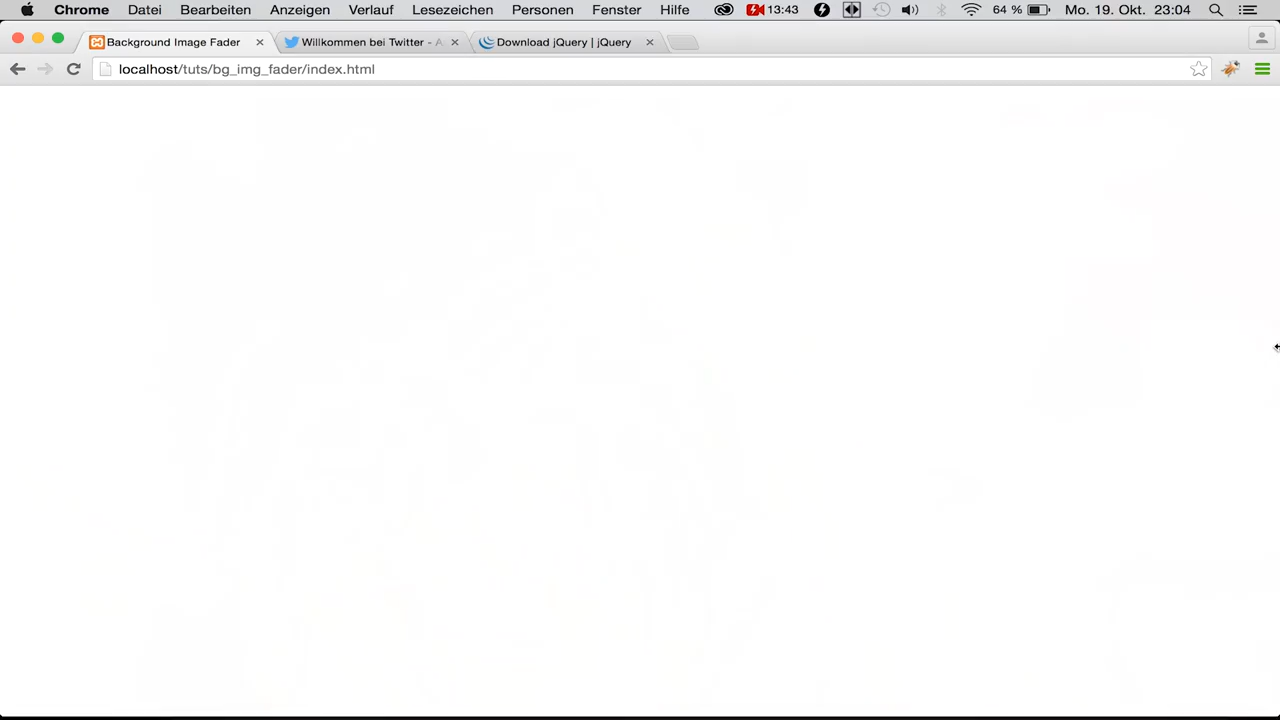 Chrome Datei Bearbeiten Anzeigen Verlauf Lesezeichen Personen Fenster Hilfe 13:43 64 % Mo. 19. Okt. 23:04
Background Image Fader Willkommen bei Twitter - A Download jQuery | jQuery
localhost/tuts/bg_img_fader/index.html